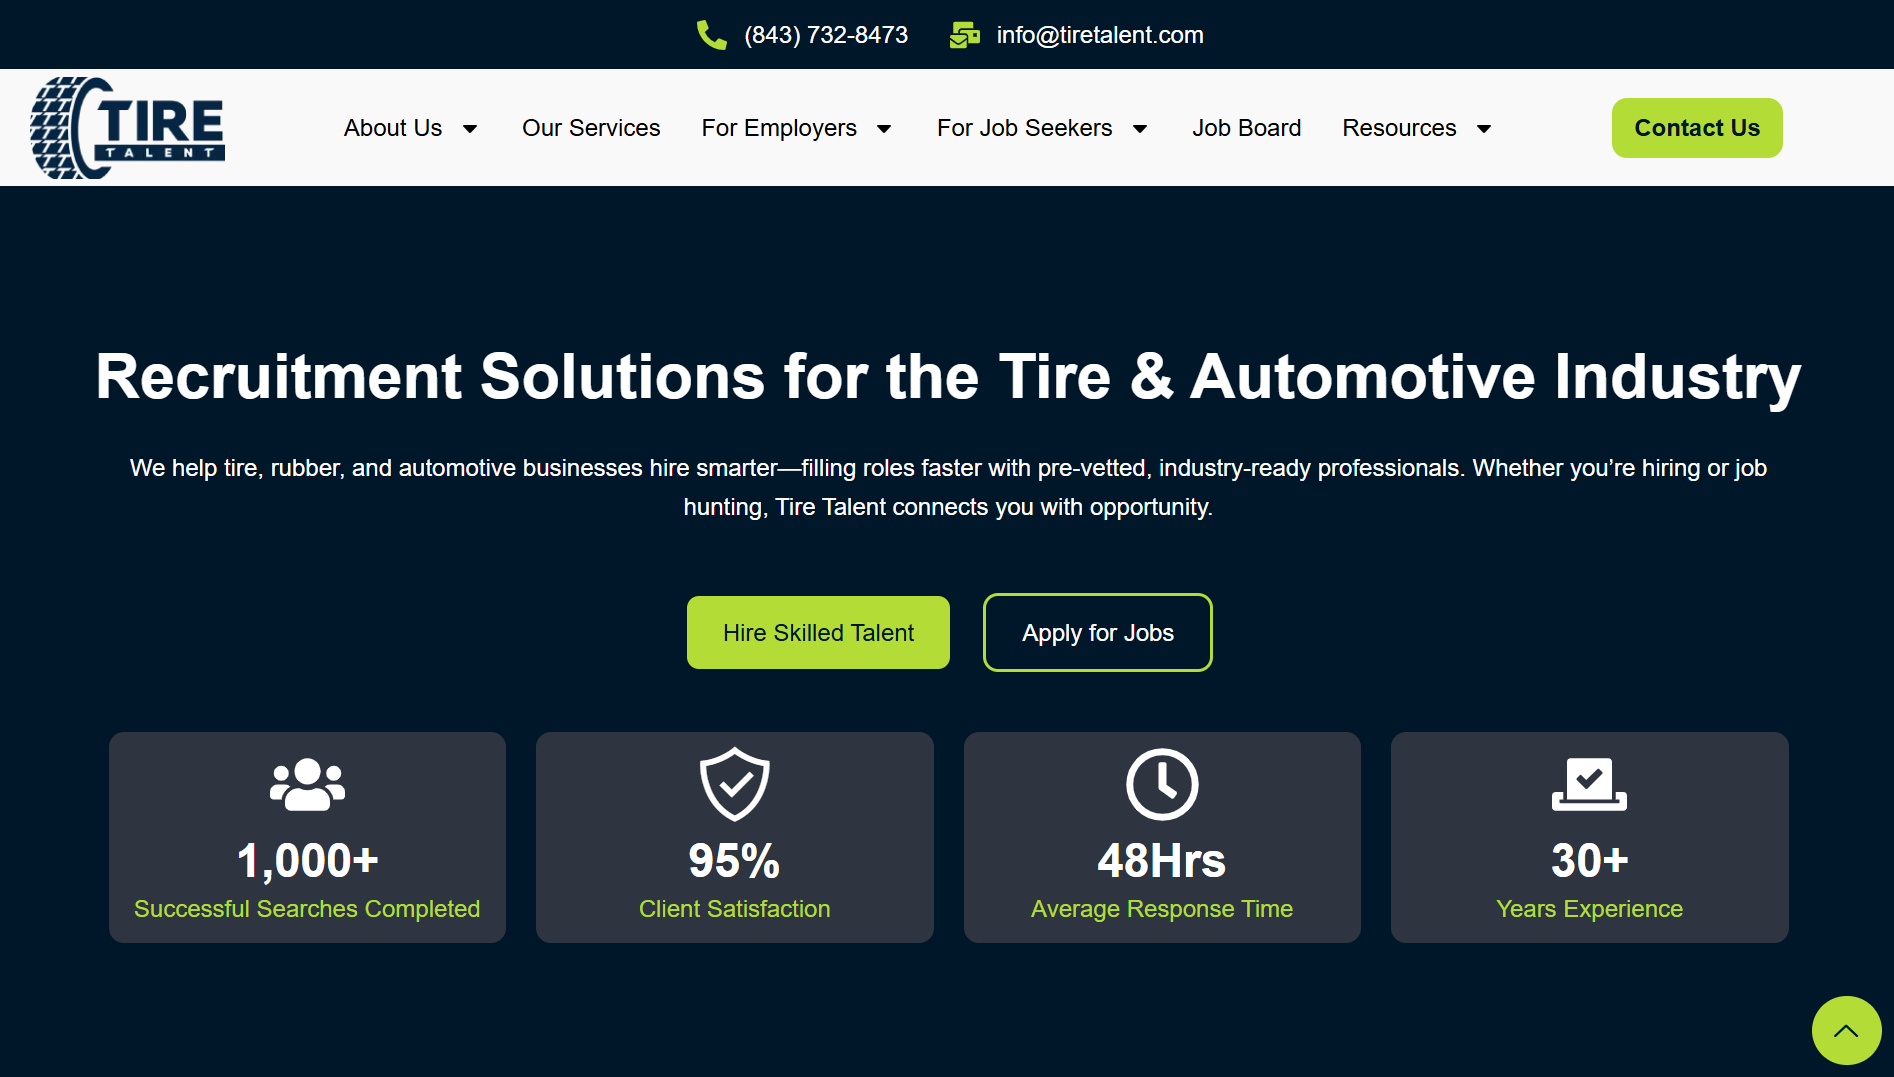 (843) 732-8473 info@tiretalent.com
TIRE
TALENT
About Us Our Services For Employers For Job Seekers Job Board Resources Contact Us
Recruitment Solutions for the Tire & Automotive Industry
We help tire, rubber, and automotive businesses hire smarter—filling roles faster with pre-vetted, industry-ready professionals. Whether you’re hiring or job
hunting, Tire Talent connects you with opportunity.
Hire Skilled Talent Apply for Jobs
1,000+ 95% 48Hrs 30+
Successful Searches Completed Client Satisfaction Average Response Time Years Experience